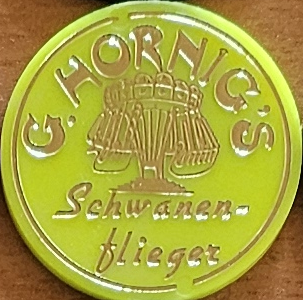 G. HORNIG'S
Schwanen-
flieger